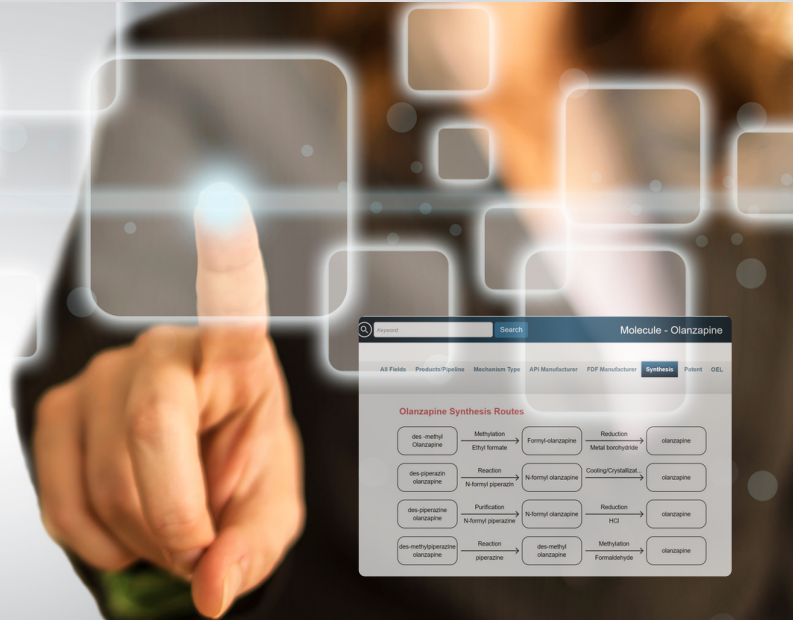 Keyword Search Molecule - Olanzapine
All Fields Products/Pipeline Mechanism Type API Manufacturer FDF Manufacturer Synthesis Patent OEL
Olanzapine Synthesis Routes
dex -methyl
Olanzapine
Methylation
Ethyl formate
Formyl-olanzapine
Reduction
Metal borohydride
olanzapine
des-piperazin
olanzapine
Reaction
N-formyl piperazin
N-formyl olanzapine
Cooling/Crystallizat...
olanzapine
des-piperazine
olanzapine
Purification
N-formyl piperazine
N-formyl olanzapine
Reduction
HCl
olanzapine
des-methylpiperazine
olanzapine
Reaction
piperazine
des-methyl
olanzapine
Methylation
Formaldehyde
olanzapine